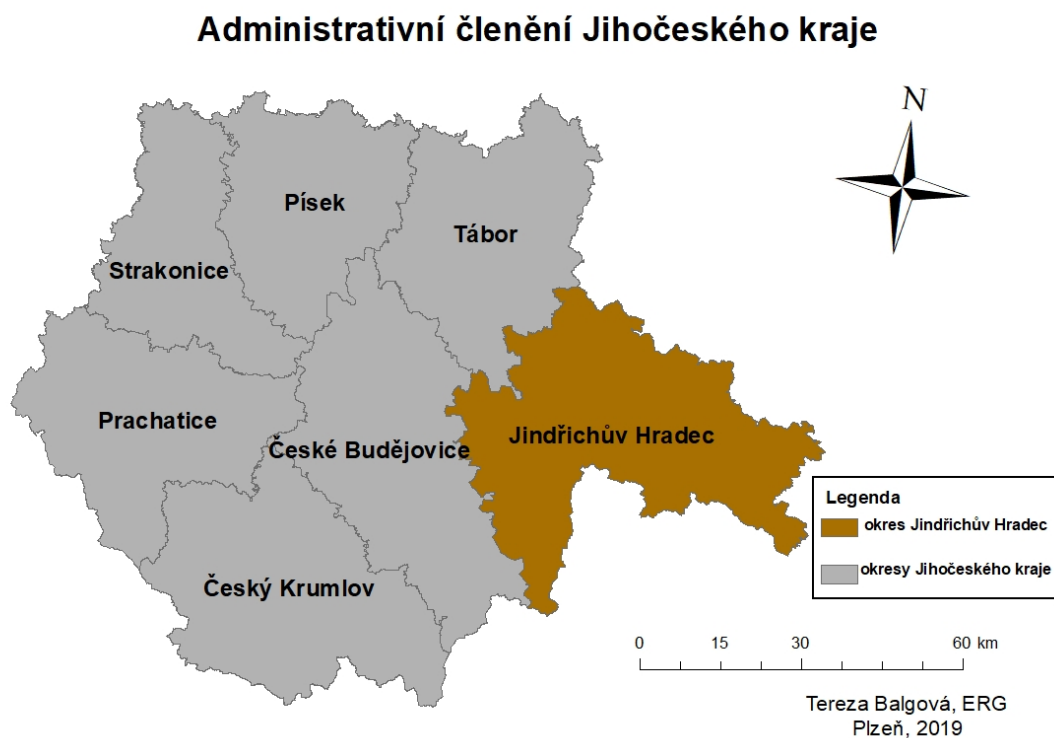 Administrativní členění Jihočeského kraje
N
Písek
Tábor
Strakonice
Prachatice
České Budějovice
Jindřichův Hradec
Český Krumlov
Legenda
okres Jindřichův Hradec
okresy Jihočeského kraje
0 15 30 60 km
Tereza Balgová, ERG
Plzeň, 2019